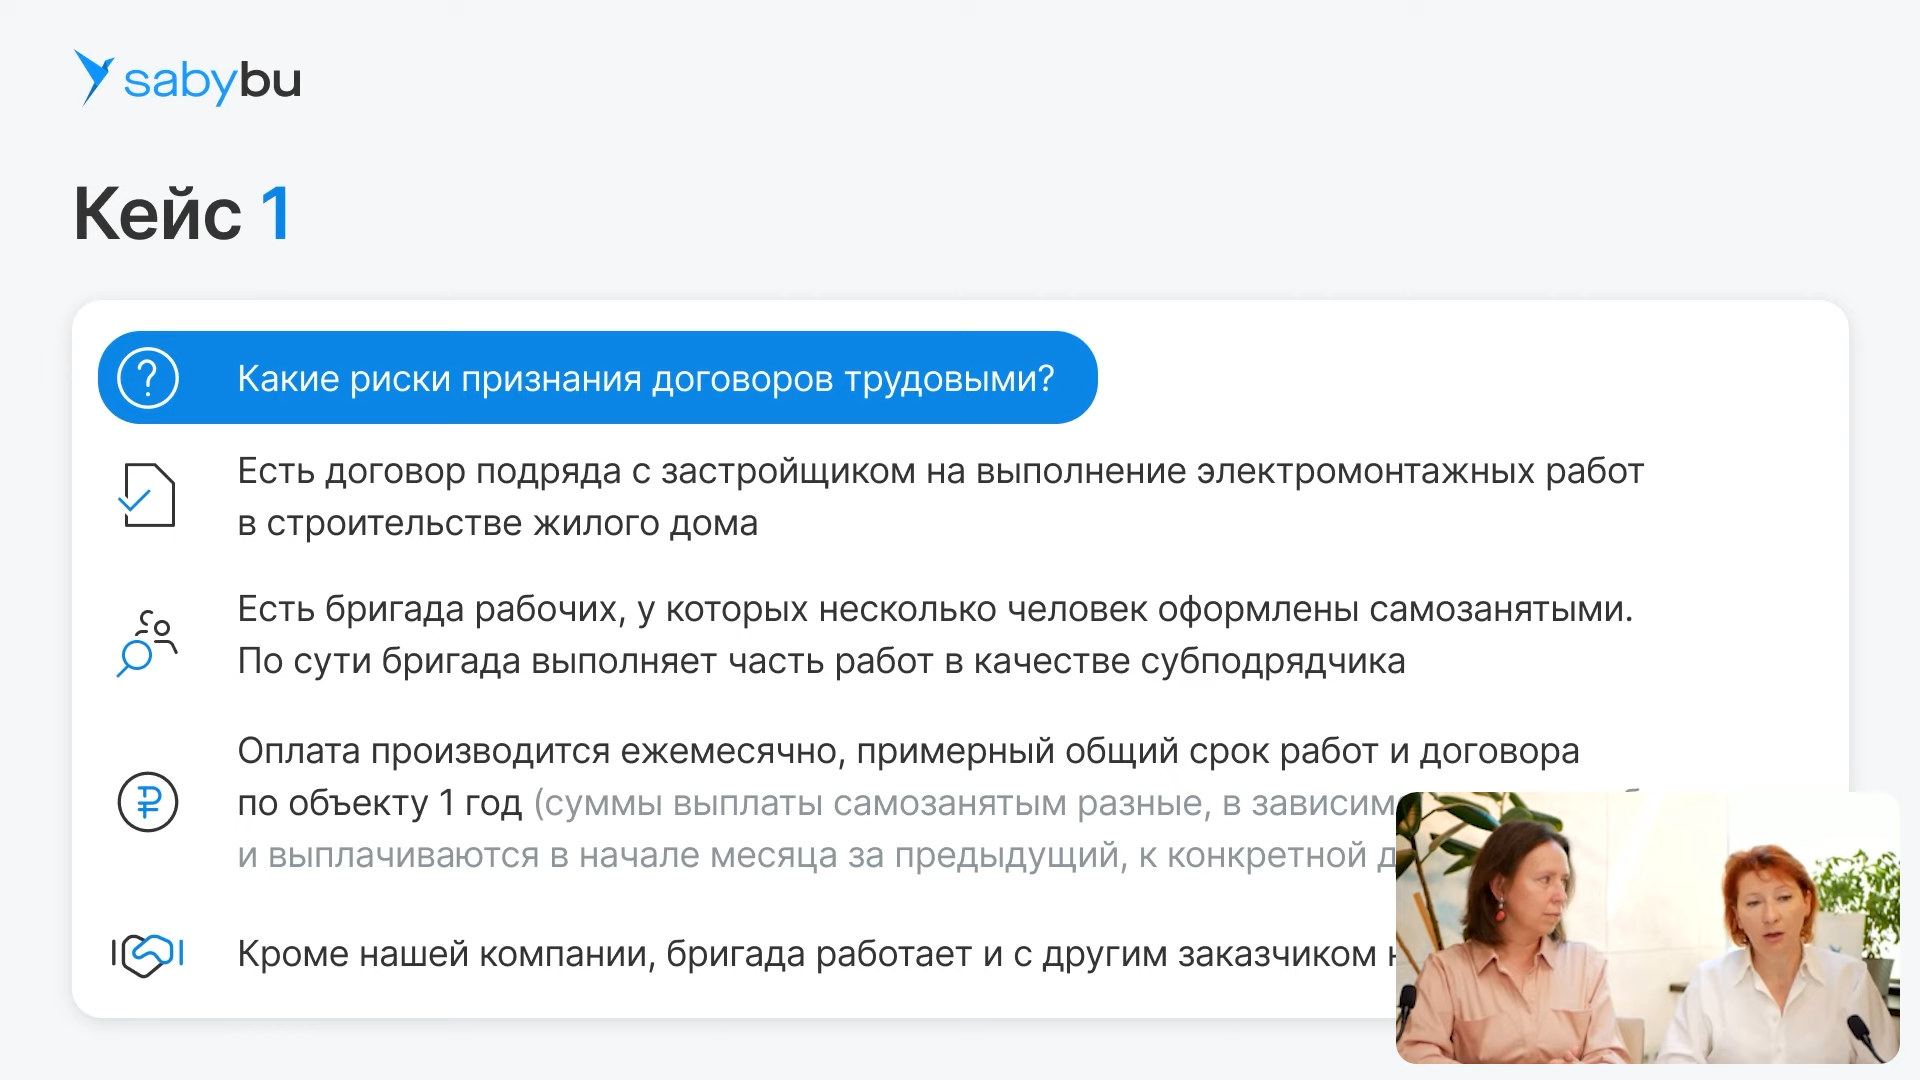 sabybu
Кейс 1
Какие риски признания договоров трудовыми?
Есть договор подряда с застройщиком на выполнение электромонтажных работ
в строительстве жилого дома
Есть бригада рабочих, у которых несколько человек оформлены самозанятыми.
По сути бригада выполняет часть работ в качестве субподрядчика
Оплата производится ежемесячно, примерный общий срок работ и договора
по объекту 1 год (суммы выплаты самозанятым разные, в
и выплачиваются в начале месяца за предыдущий, к конкретной
Кроме нашей компании, бригада работает и с другим заказчиком